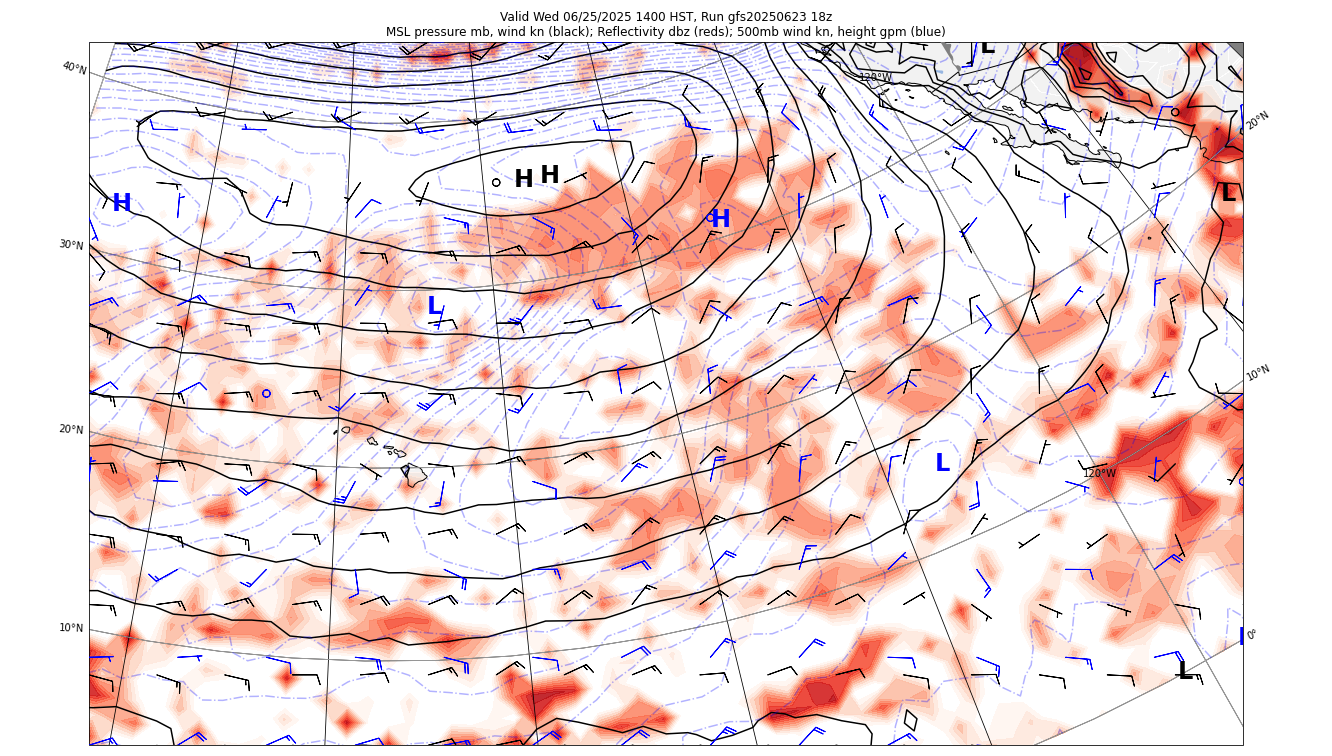 Valid Wed 06/25/2025 1400 HST, Run gfs20250623 18z
MSL pressure mb, wind kn (black); Reflectivity dbz (reds); 500mb wind kn, height gpm (blue)
L
40°N
120°W
20°N
H H
L
H
H
30°N
L
10°N
20°N
L
120°W
10°N
0°
L